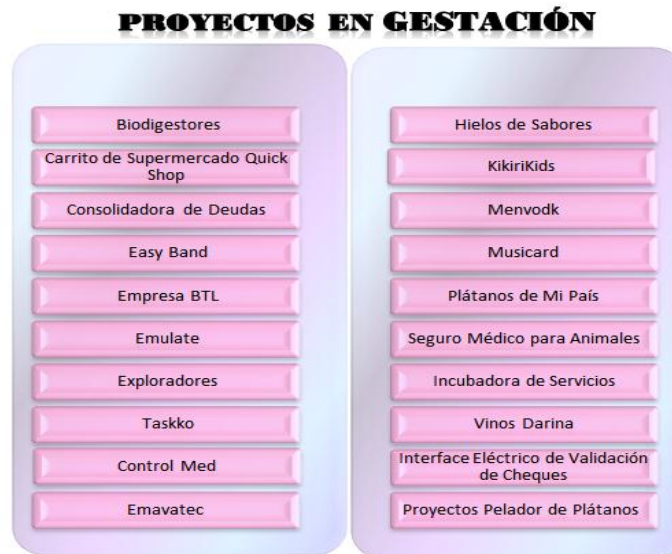 PROYECTOS EN GESTACIÓN
Biodigestores
Carrito de Supermercado Quick
Shop
Consolidadora de Deudas
Easy Band
Empresa BTL
Emulate
Exploradores
Taskko
Control Med
Emavatec
Hielos de Sabores
KikiriKids
Menvodk
Musicard
Plátanos de Mi País
Seguro Médico para Animales
Incubadora de Servicios
Vinos Darina
Interface Eléctrico de Validación
de Cheques
Proyectos Pelador de Plátanos